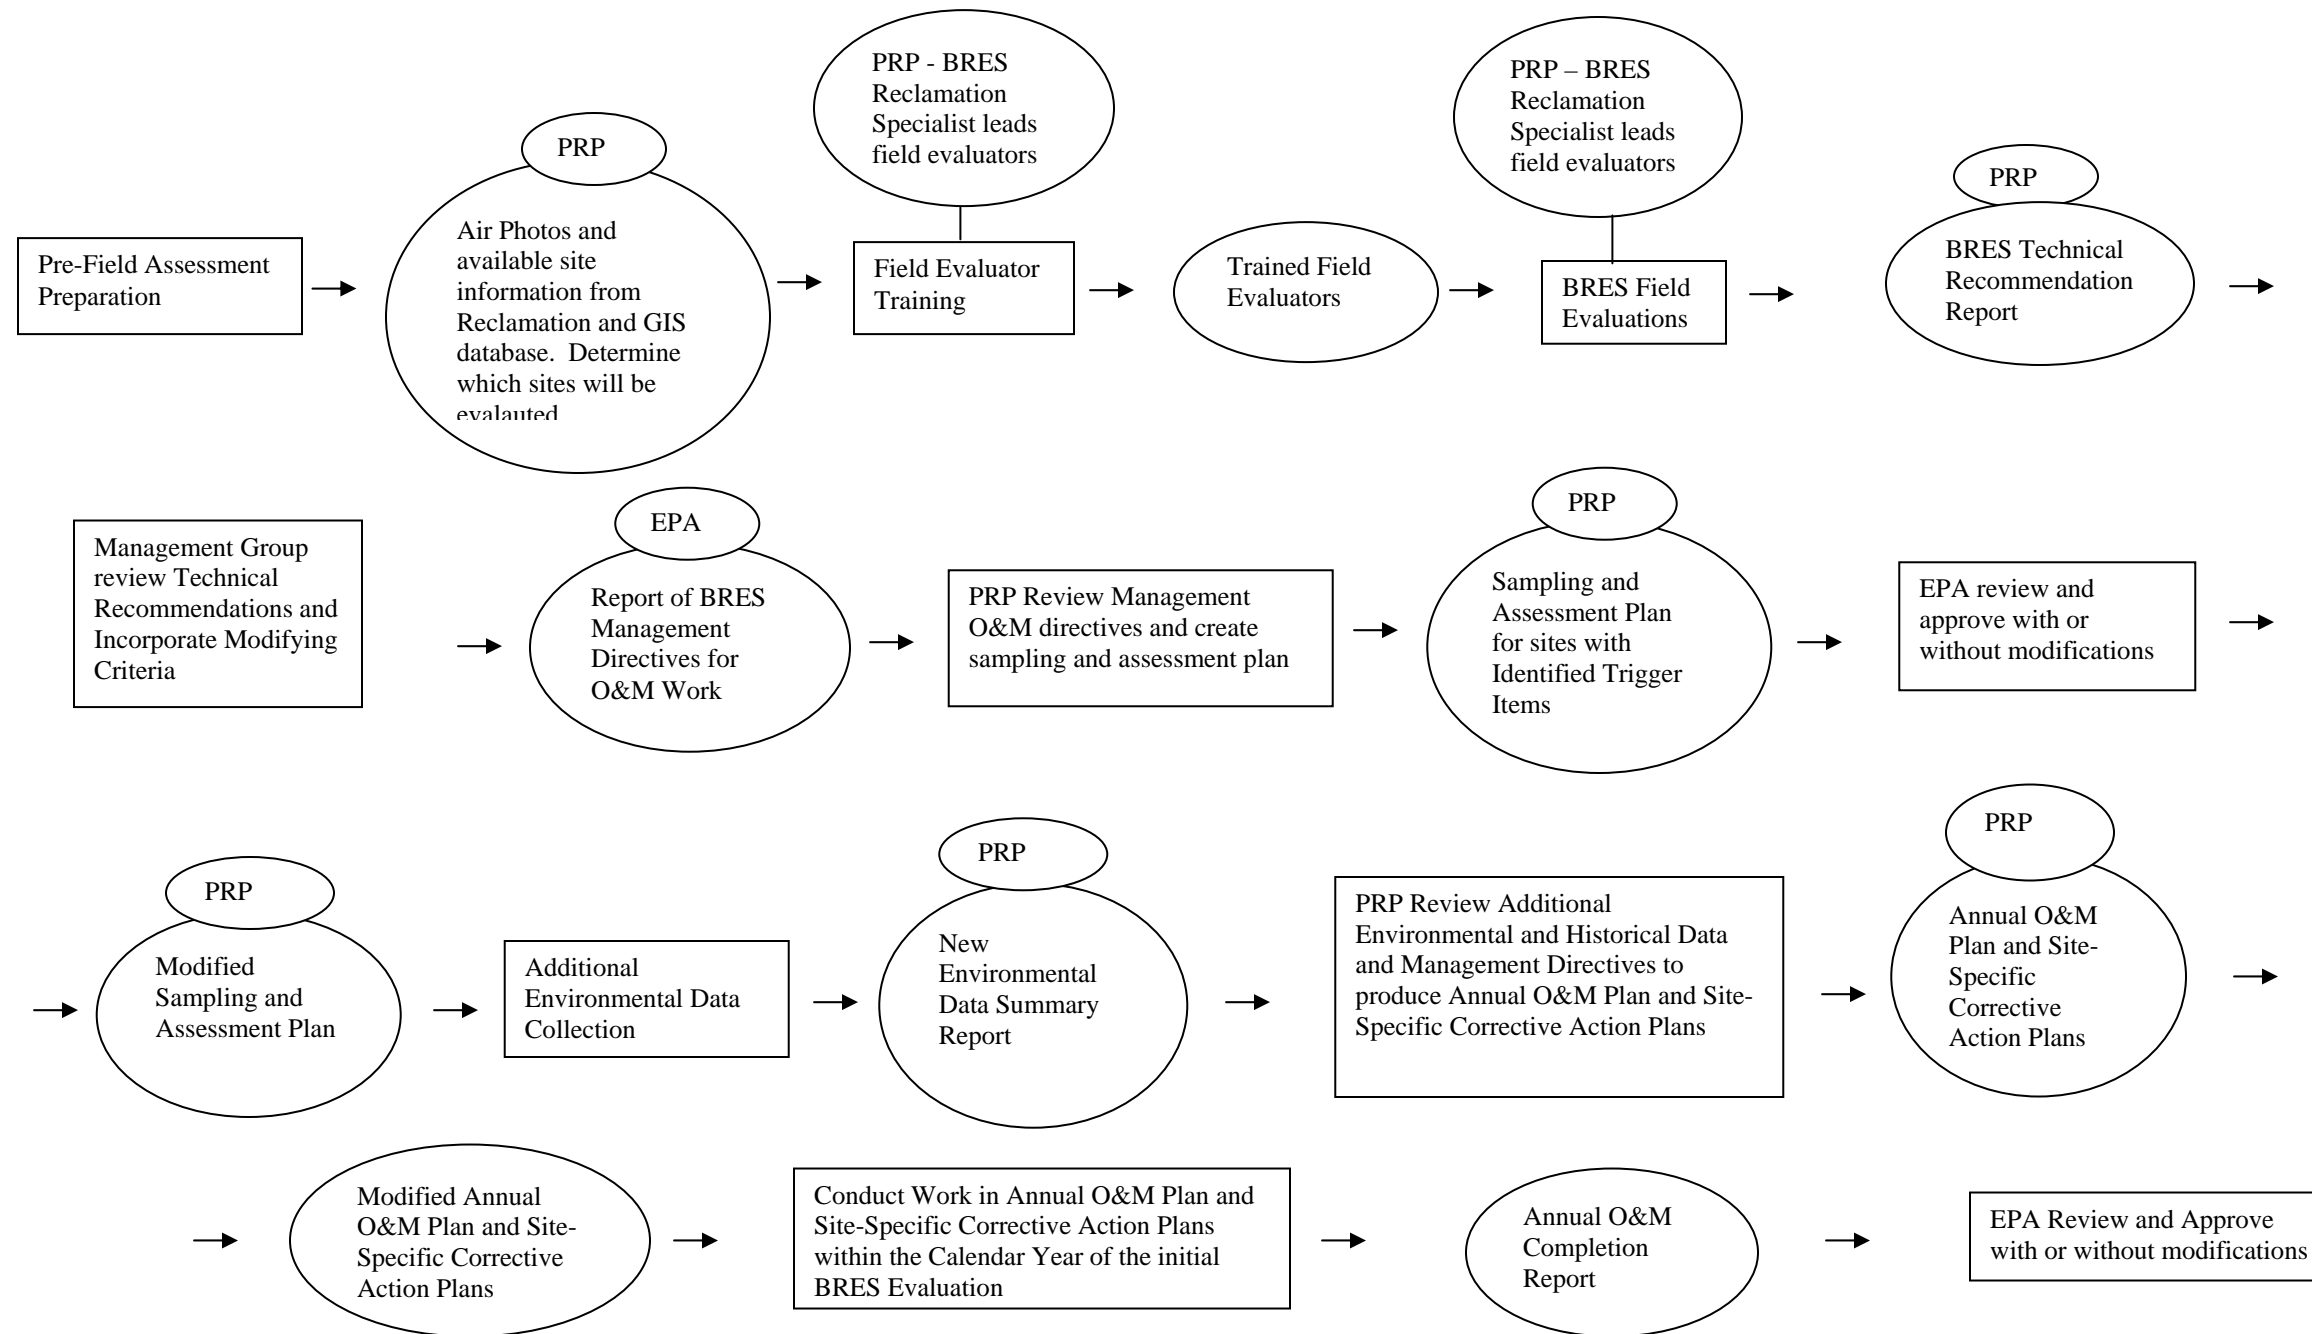 Pre-Field Assessment
Preparation
PRP
Air Photos and
available site
information from
Reclamation and GIS
database.  Determine
which sites will be
evalauted
PRP - BRES
Reclamation
Specialist leads
field evaluators
Field Evaluator
Training
Trained Field
Evaluators
PRP – BRES
Reclamation
Specialist leads
field evaluators
BRES Field
Evaluations
PRP
BRES Technical
Recommendation
Report
Management Group
review Technical
Recommendations and
Incorporate Modifying
Criteria
EPA
Report of BRES
Management
Directives for
O&M Work
PRP Review Management
O&M directives and create
sampling and assessment plan
PRP
Sampling and
Assessment Plan
for sites with
Identified Trigger
Items
EPA review and
approve with or
without modifications
PRP
Modified
Sampling and
Assessment Plan
Additional
Environmental Data
Collection
PRP
New
Environmental
Data Summary
Report
PRP Review Additional
Environmental and Historical Data
and Management Directives to
produce Annual O&M Plan and Site-
Specific Corrective Action Plans
PRP
Annual O&M
Plan and Site-
Specific
Corrective
Action Plans
Modified Annual
O&M Plan and Site-
Specific Corrective
Action Plans
Conduct Work in Annual O&M Plan and
Site-Specific Corrective Action Plans
within the Calendar Year of the initial
BRES Evaluation
Annual O&M
Completion
Report
EPA Review and Approve
with or without modifications